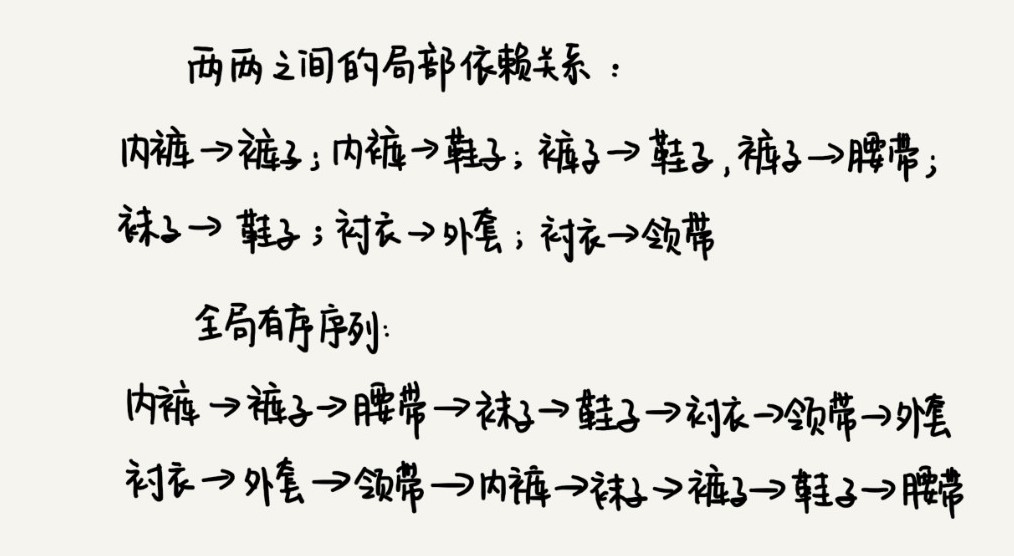 两两之间的局部依赖关系：
内裤→裤子；内裤→鞋子；裤子→鞋子，裤子→腰带；
袜子→鞋子；衬衣→外套；衬衣→领带
全局有序序列：
内裤→裤子→腰带→袜子→鞋子→衬衣→领带→外套
衬衣→外套→领带→内裤→袜子→裤子→鞋子→腰带